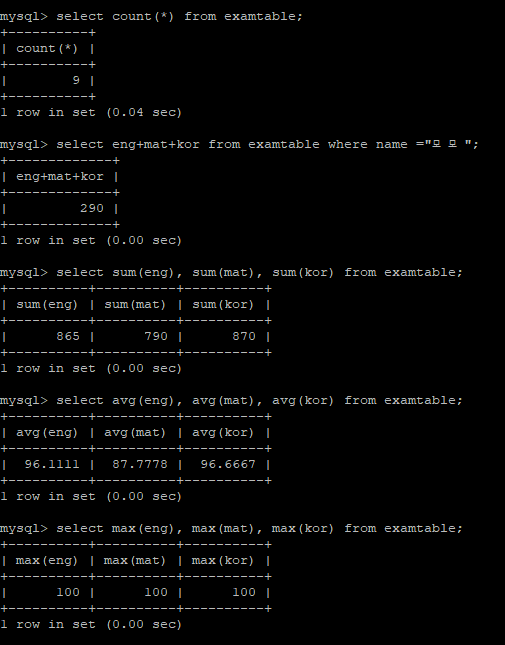 mysql> select count(*) from examtable;
+----------+
| count(*) |
+----------+
|        9 |
+----------+
1 row in set (0.04 sec)
mysql> select eng+mat+kor from examtable where name ="모 모 ";
+-------------+
| eng+mat+kor |
+-------------+
|         290 |
+-------------+
1 row in set (0.00 sec)
mysql> select sum(eng), sum(mat), sum(kor) from examtable;
+----------+----------+----------+
| sum(eng) | sum(mat) | sum(kor) |
+----------+----------+----------+
|      865 |      790 |      870 |
+----------+----------+----------+
1 row in set (0.00 sec)
mysql> select avg(eng), avg(mat), avg(kor) from examtable;
+----------+----------+----------+
| avg(eng) | avg(mat) | avg(kor) |
+----------+----------+----------+
|  96.1111 |  87.7778 |  96.6667 |
+----------+----------+----------+
1 row in set (0.00 sec)
mysql> select max(eng), max(mat), max(kor) from examtable;
+----------+----------+----------+
| max(eng) | max(mat) | max(kor) |
+----------+----------+----------+
|      100 |      100 |      100 |
+----------+----------+----------+
1 row in set (0.00 sec)